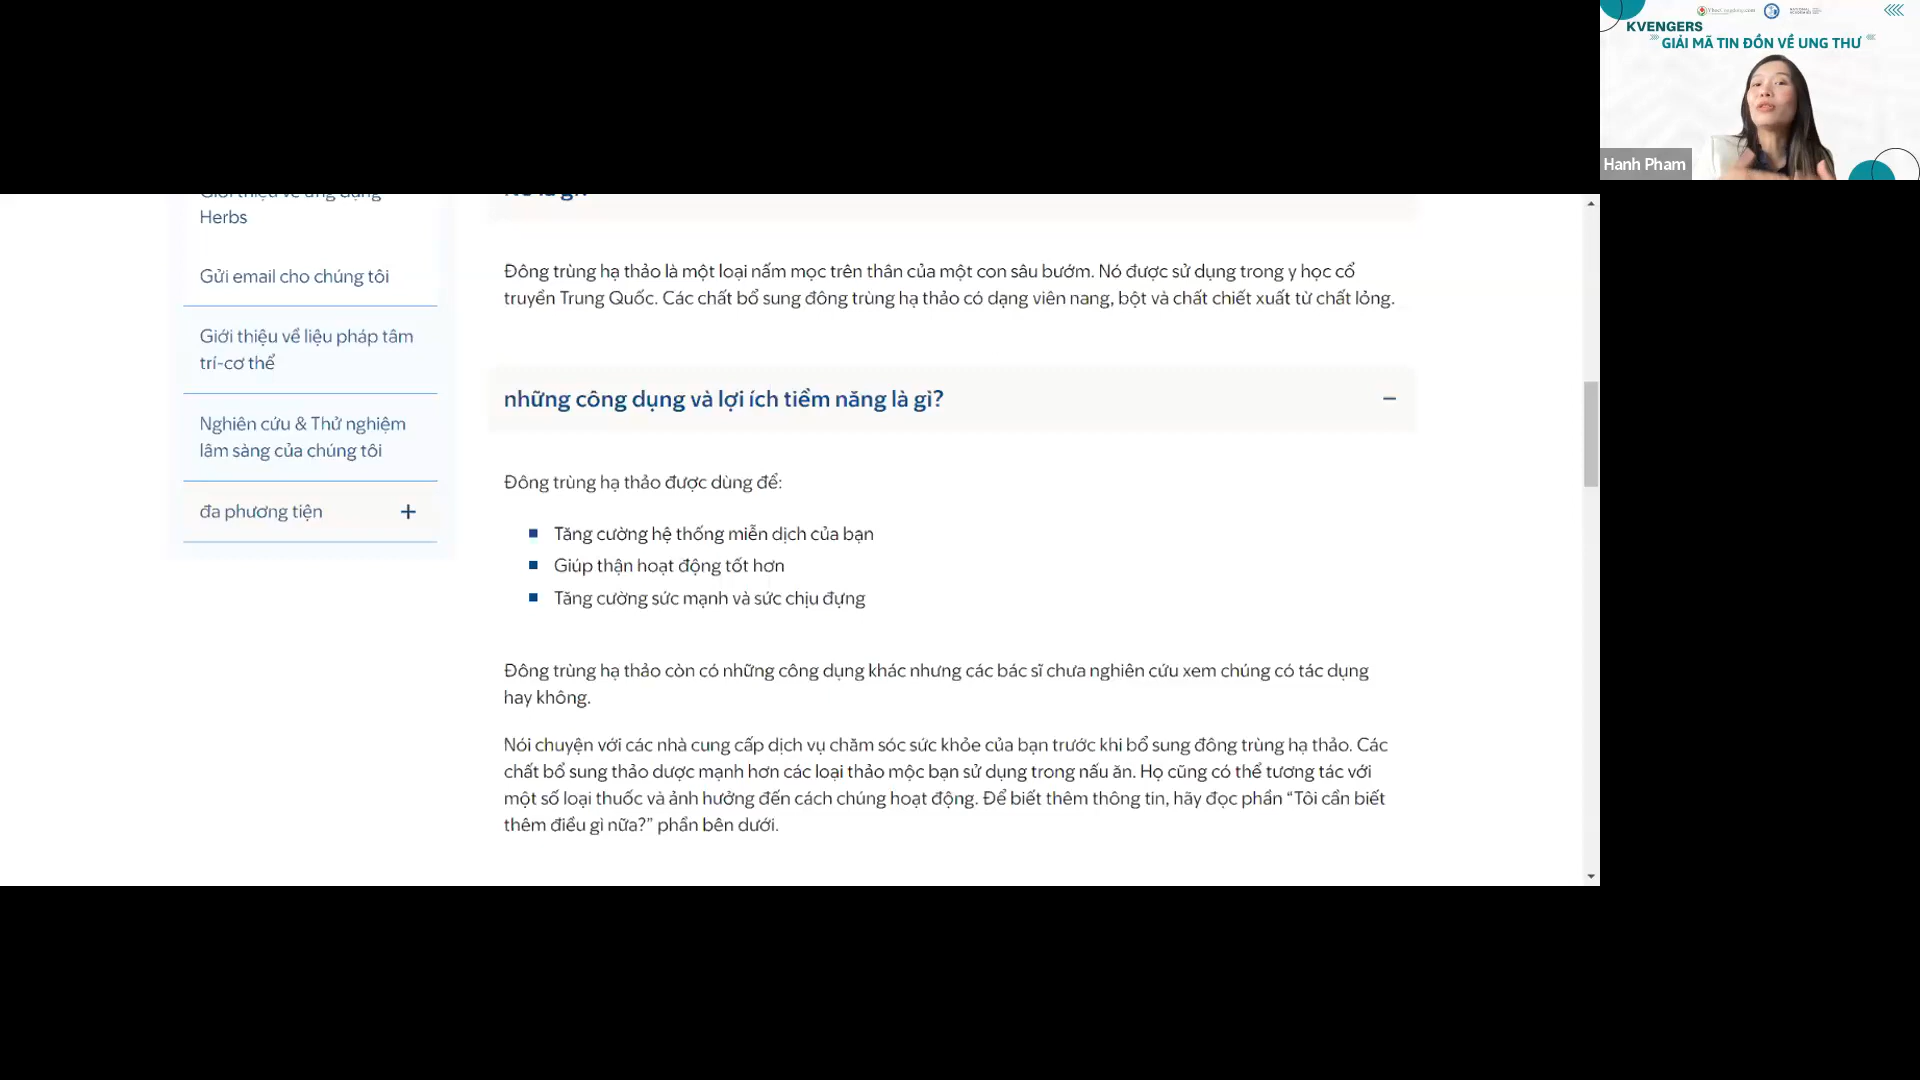 KVENGERS
GIẢI MÃ TIN ĐỒN VỀ UNG THƯ
Hanh Pham
Giới thiệu về ứng dụng
Herbs
Gửi email cho chúng tôi
Giới thiệu về liệu pháp tâm
trí-cơ thể
Nghiên cứu & Thử nghiệm
lâm sàng của chúng tôi
đa phương tiện
Nó là gì?
Đông trùng hạ thảo là một loại nấm mọc trên thân của một con sâu bướm. Nó được sử dụng trong y học cổ
truyền Trung Quốc. Các chất bổ sung đông trùng hạ thảo có dạng viên nang, bột và chất chiết xuất từ chất lỏng.
những công dụng và lợi ích tiềm năng là gì?
Đông trùng hạ thảo được dùng để:
Tăng cường hệ thống miễn dịch của bạn
Giúp thận hoạt động tốt hơn
Tăng cường sức mạnh và sức chịu đựng
Đông trùng hạ thảo còn có những công dụng khác nhưng các bác sĩ chưa nghiên cứu xem chúng có tác dụng
hay không.
Nói chuyện với các nhà cung cấp dịch vụ chăm sóc sức khỏe của bạn trước khi bổ sung đông trùng hạ thảo. Các
chất bổ sung thảo dược mạnh hơn các loại thảo mộc bạn sử dụng trong nấu ăn. Họ cũng có thể tương tác với
một số loại thuốc và ảnh hưởng đến cách chúng hoạt động. Để biết thêm thông tin, hãy đọc phần “Tôi cần biết
thêm điều gì nữa?” phần bên dưới.